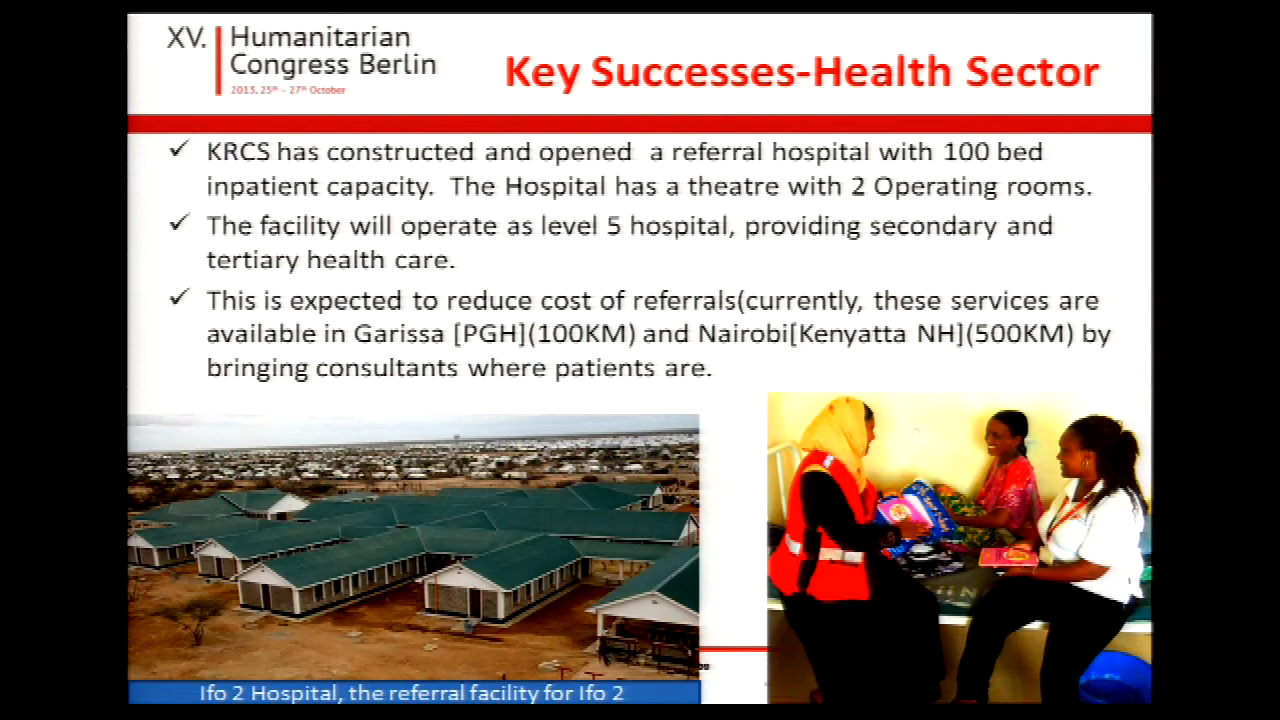 XV. Humanitarian
Congress Berlin
2013, 25th – 27th October
Key Successes-Health Sector
✓ KRCS has constructed and opened a referral hospital with 100 bed
inpatient capacity. The Hospital has a theatre with 2 Operating rooms.
✓ The facility will operate as level 5 hospital, providing secondary and
tertiary health care.
✓ This is expected to reduce cost of referrals(currently, these services are
available in Garissa [PGH](100KM) and Nairobi[Kenyatta NH](500KM) by
bringing consultants where patients are.
Ifo 2 Hospital, the referral facility for Ifo 2